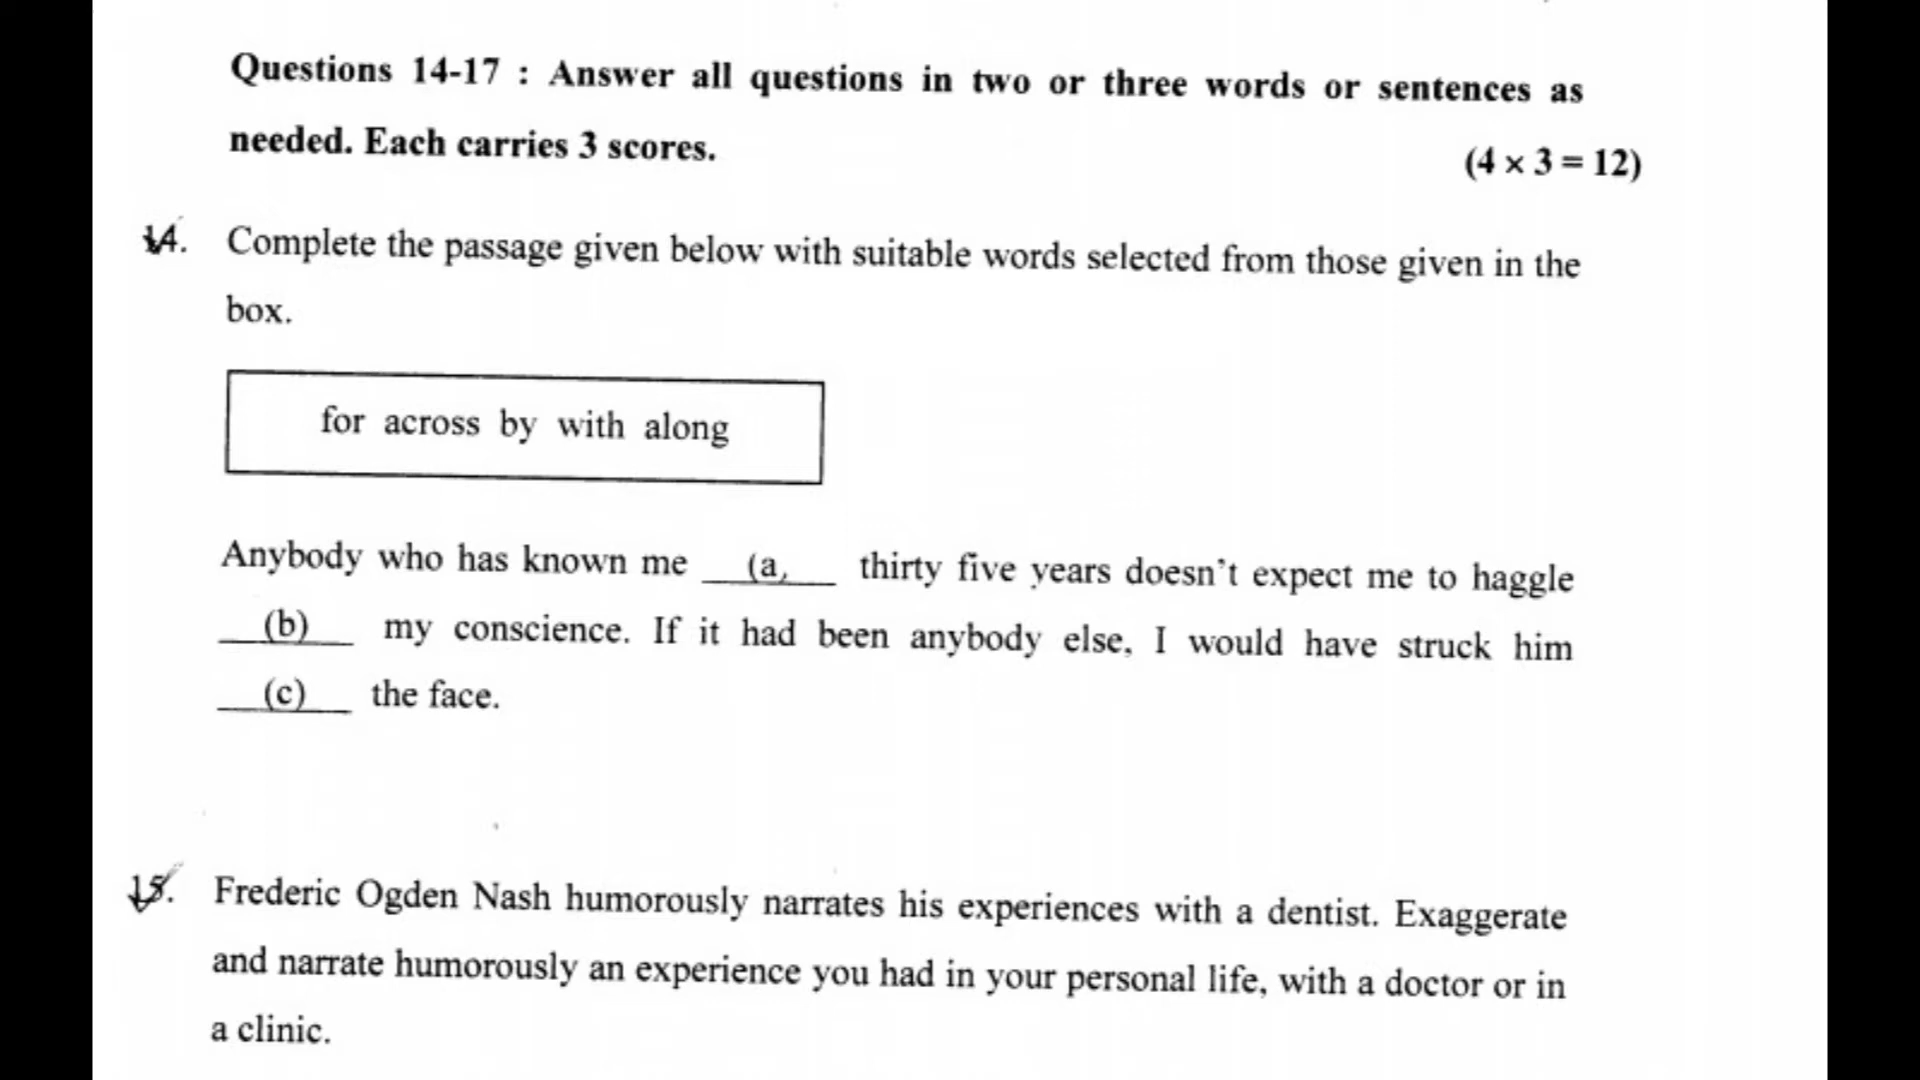 Questions 14-17 : Answer all questions in two or three words or sentences as
needed. Each carries 3 scores.
(4 × 3 = 12)
14. Complete the passage given below with suitable words selected from those given in the
box.
for across by with along
Anybody who has known me (a, thirty five years doesn't expect me to haggle
(b) my conscience. If it had been anybody else, I would have struck him
(c) the face.
15. Frederic Ogden Nash humorously narrates his experiences with a dentist. Exaggerate
and narrate humorously an experience you had in your personal life, with a doctor or in
a clinic.